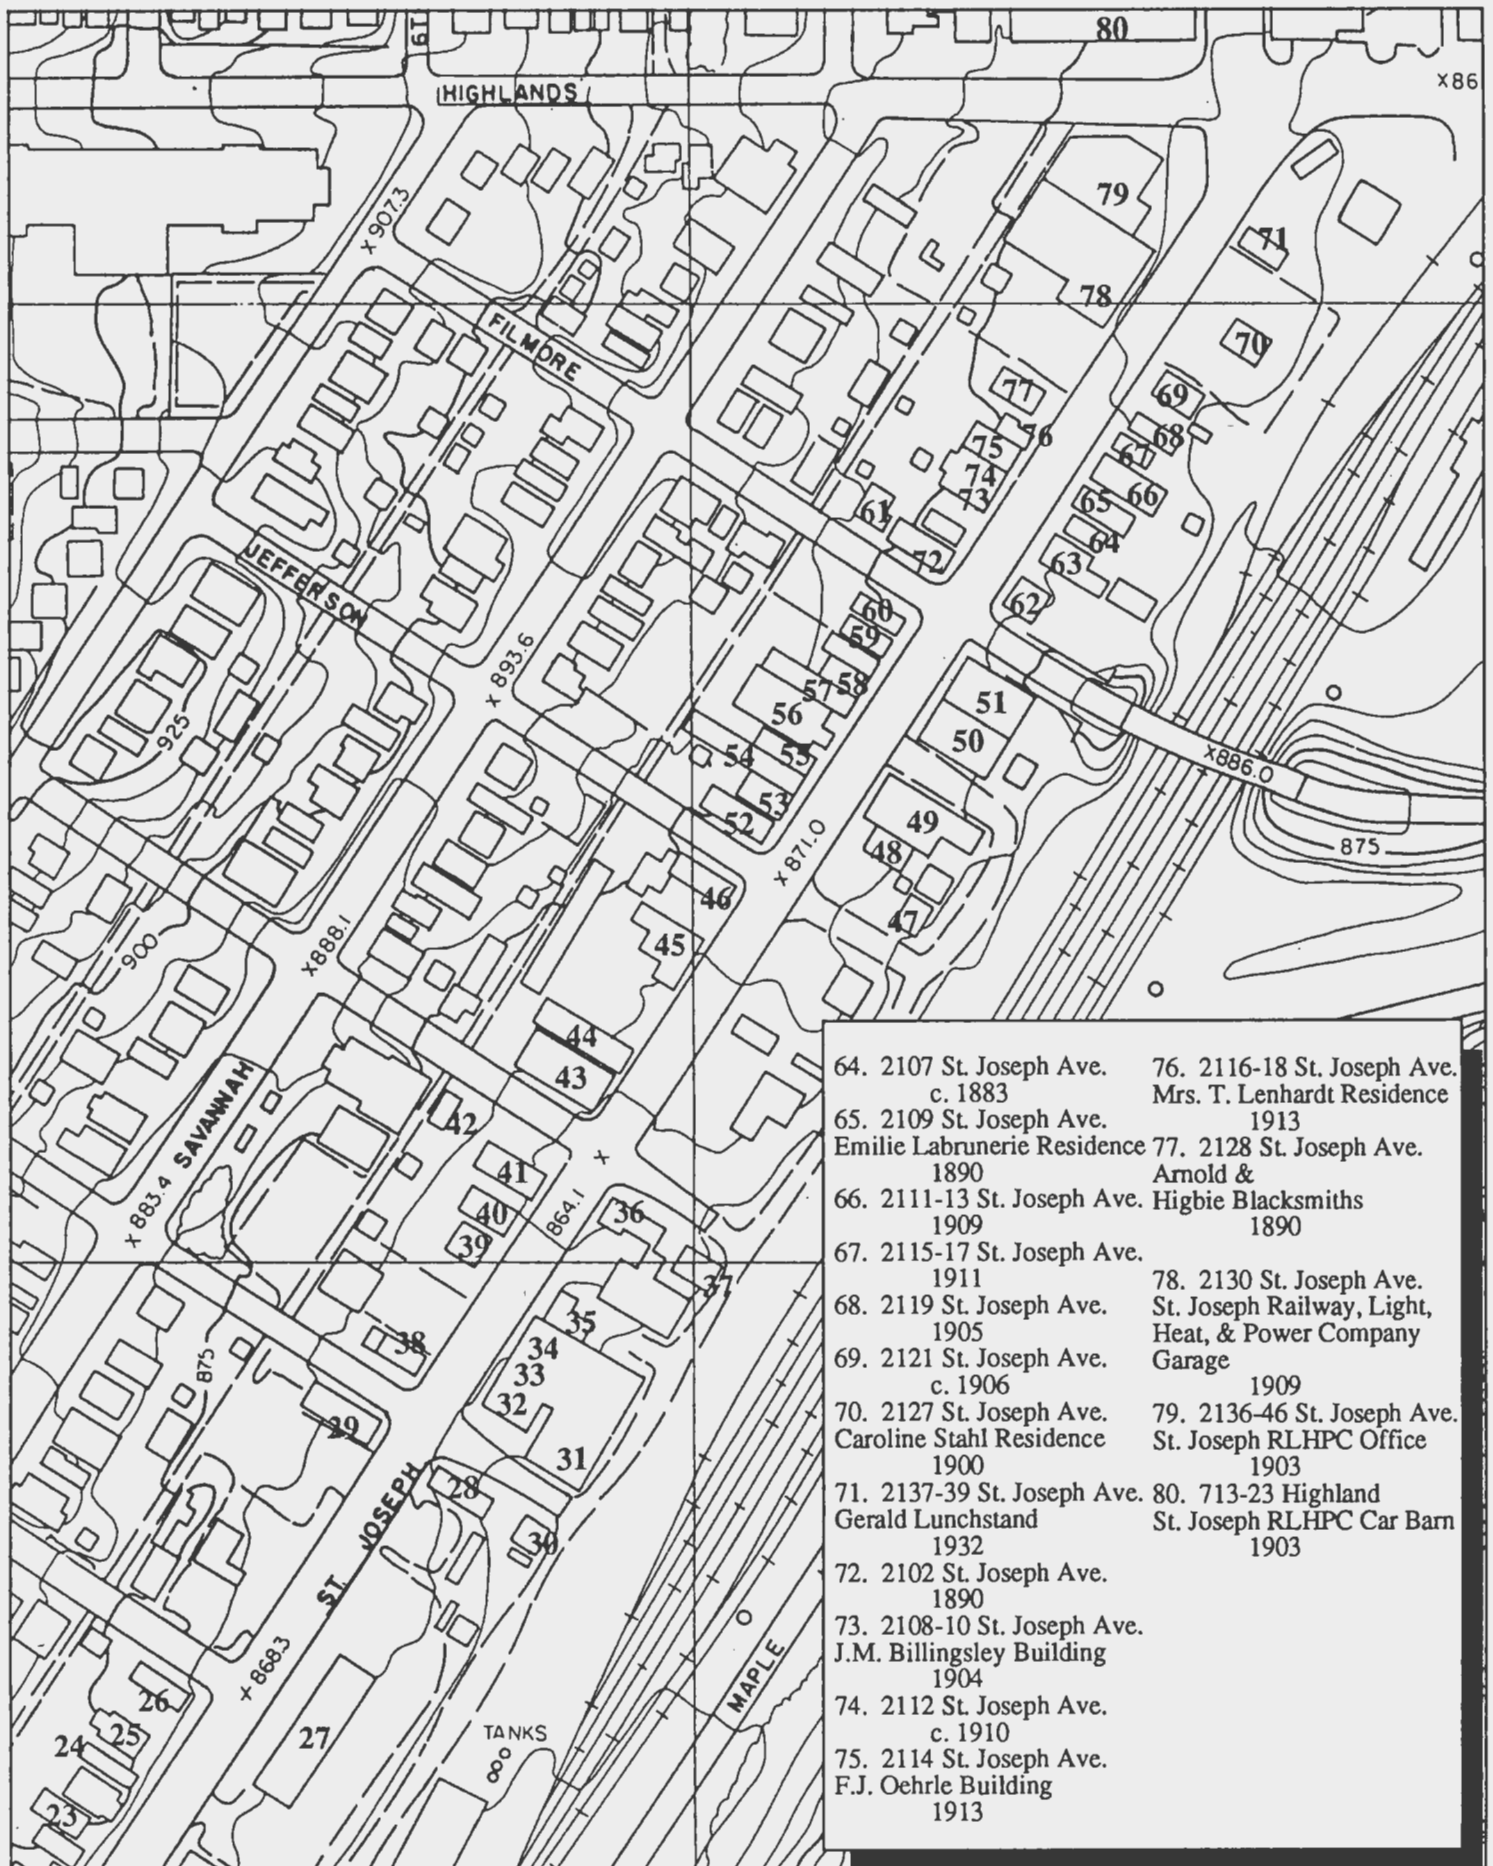 80
19
HIGHLANDS
X86
X907.3
79
71
78
FILMORE
70
77
69
76
68
75
67
74
66
73
65
61
64
72
63
JEFFERSON
62
60
59
X893.6
58
57
51
56
925
50
55
54
X886.0
53
49
52
875
X871.0
48
46
47
45
X888.1
900
44
43
42
SAVANNAH
41
X
40
36
864.1
39
X883.4
37
35
38
34
33
875
32
29
31
28
ST. JOSEPH
30
X868.3
26
MAPLE
25
24
27
TANKS
23
64. 2107 St. Joseph Ave.
c. 1883
65. 2109 St. Joseph Ave.
Emilie Labrunerie Residence
1890
66. 2111-13 St. Joseph Ave.
1909
67. 2115-17 St. Joseph Ave.
1911
68. 2119 St. Joseph Ave.
1905
69. 2121 St. Joseph Ave.
c. 1906
70. 2127 St. Joseph Ave.
Caroline Stahl Residence
1900
71. 2137-39 St. Joseph Ave.
Gerald Lunchstand
1932
72. 2102 St. Joseph Ave.
1890
73. 2108-10 St. Joseph Ave.
J.M. Billingsley Building
1904
74. 2112 St. Joseph Ave.
c. 1910
75. 2114 St. Joseph Ave.
F.J. Oehrle Building
1913
76. 2116-18 St. Joseph Ave.
Mrs. T. Lenhardt Residence
1913
77. 2128 St. Joseph Ave.
Arnold &
Higbie Blacksmiths
1890
78. 2130 St. Joseph Ave.
St. Joseph Railway, Light,
Heat, & Power Company
Garage
1909
79. 2136-46 St. Joseph Ave.
St. Joseph RLHPC Office
1903
80. 713-23 Highland
St. Joseph RLHPC Car Barn
1903